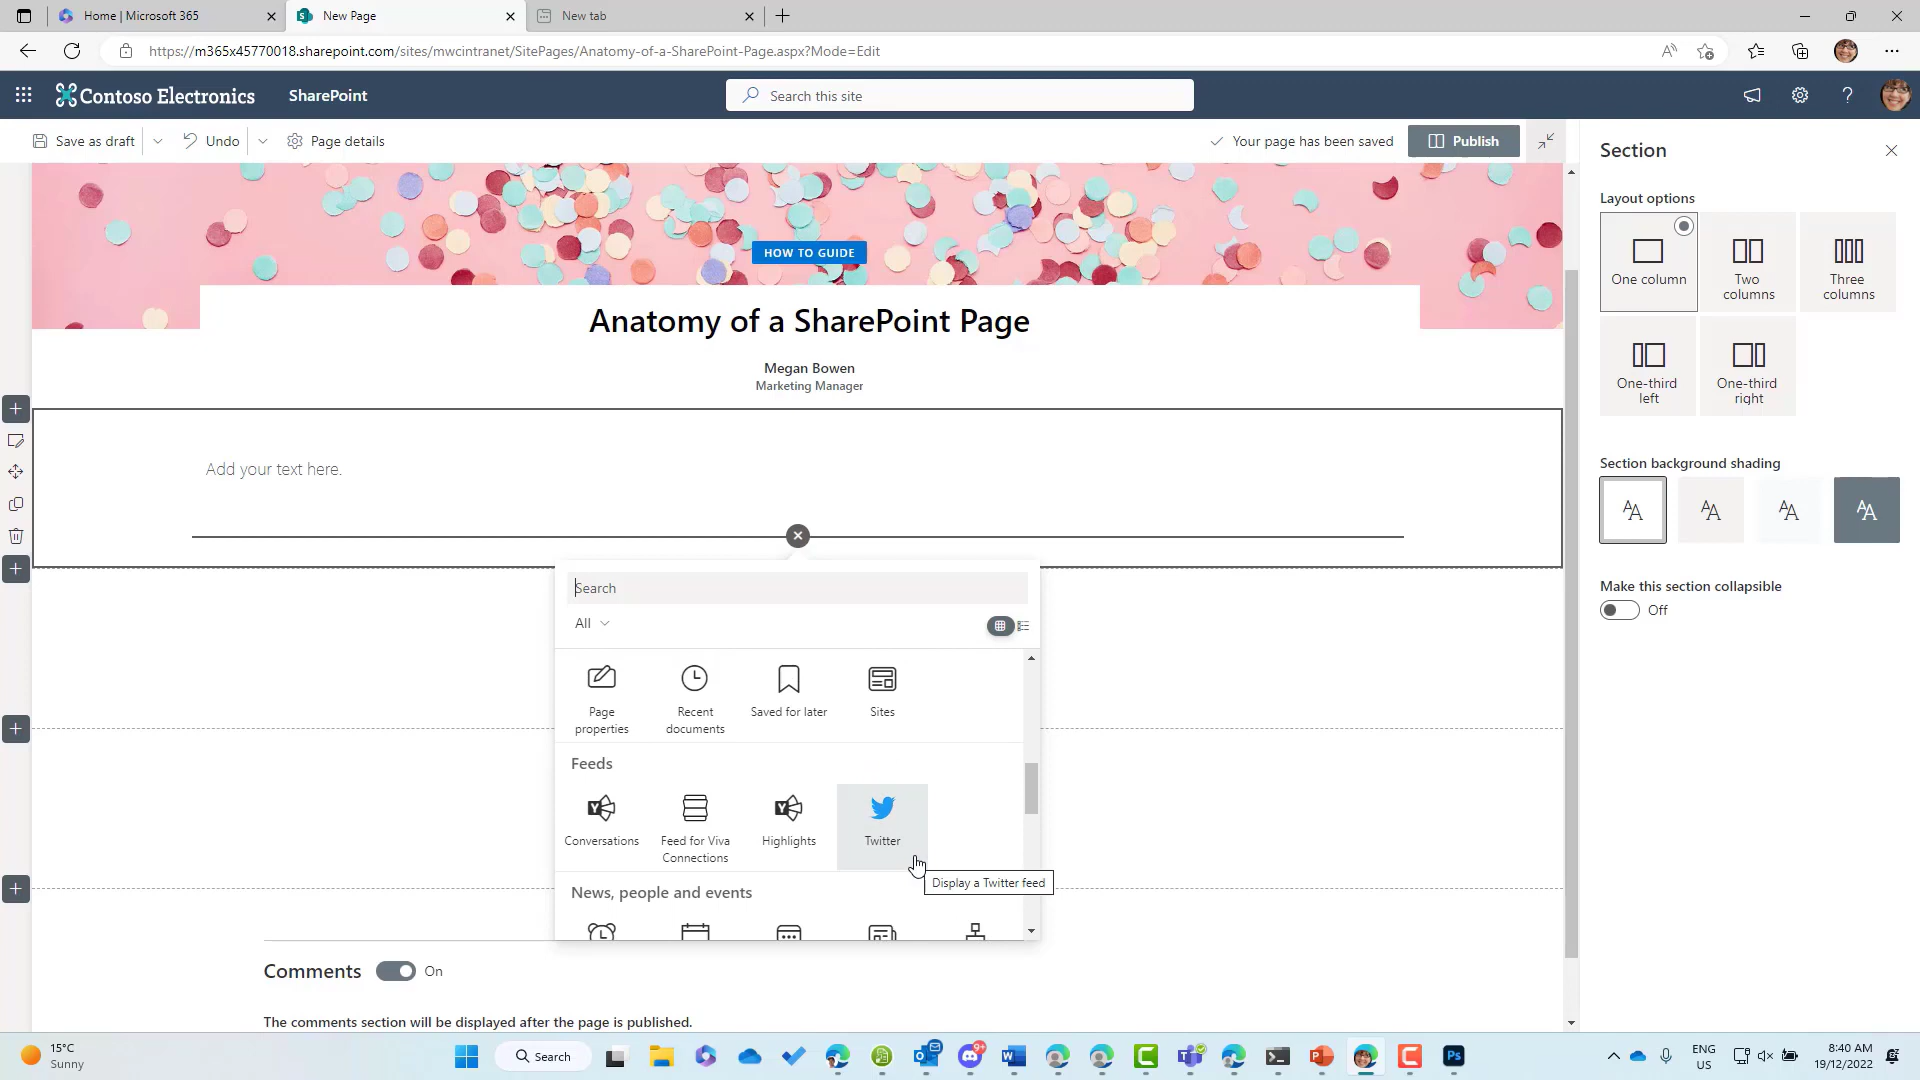 Home | Microsoft 365
New Page
New tab
https://m365x45770018.sharepoint.com/sites/mwcintranet/SitePages/Anatomy-of-a-SharePoint-Page.aspx?Mode=Edit
Contoso Electronics
SharePoint
Search this site
Save as draft
Undo
Page details
Your page has been saved
Publish
HOW TO GUIDE
Anatomy of a SharePoint Page
Megan Bowen
Marketing Manager
Add your text here.
Search
All
Page
properties
Recent
documents
Saved for later
Sites
Feeds
Conversations
Feed for Viva
Connections
Highlights
Twitter
Display a Twitter feed
News, people and events
Comments
On
The comments section will be displayed after the page is published.
Section
Layout options
One column
Two
columns
Three
columns
One-third
left
One-third
right
Section background shading
Make this section collapsible
Off
15°C
Sunny
Search
9+
ENG
US
8:40 AM
19/12/2022